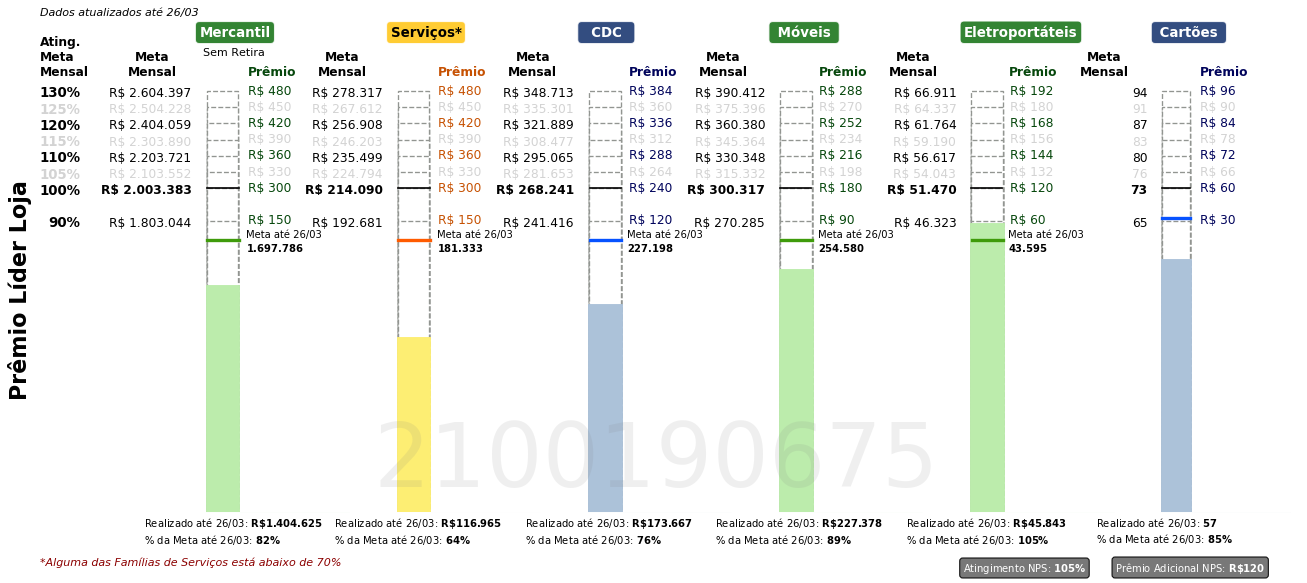 Dados atualizados até 26/03
Mercantil Serviços* CDC Móveis Eletroportáteis Cartões
Sem Retira
Ating. Meta Mensal Meta Mensal Prêmio Meta Mensal Prêmio Meta Mensal Prêmio Meta Mensal Prêmio Meta Mensal Prêmio Meta Mensal Prêmio
130% R$ 2.604.397 R$ 480 R$ 278.317 R$ 480 R$ 348.713 R$ 384 R$ 390.412 R$ 288 R$ 66.911 R$ 192 94 R$ 96
125% R$ 2.504.228 R$ 450 R$ 267.612 R$ 450 R$ 335.301 R$ 360 R$ 375.396 R$ 270 R$ 64.337 R$ 180 91 R$ 90
120% R$ 2.404.059 R$ 420 R$ 256.908 R$ 420 R$ 321.889 R$ 336 R$ 360.380 R$ 252 R$ 61.764 R$ 168 87 R$ 84
115% R$ 2.303.890 R$ 390 R$ 246.203 R$ 390 R$ 308.477 R$ 312 R$ 345.364 R$ 234 R$ 59.190 R$ 156 83 R$ 78
110% R$ 2.203.721 R$ 360 R$ 235.499 R$ 360 R$ 295.065 R$ 288 R$ 330.348 R$ 216 R$ 56.617 R$ 144 80 R$ 72
105% R$ 2.103.552 R$ 330 R$ 224.794 R$ 330 R$ 281.653 R$ 264 R$ 315.332 R$ 198 R$ 54.043 R$ 132 76 R$ 66
100% R$ 2.003.383 R$ 300 R$ 214.090 R$ 300 R$ 268.241 R$ 240 R$ 300.317 R$ 180 R$ 51.470 R$ 120 73 R$ 60
90% R$ 1.803.044 R$ 150 R$ 192.681 R$ 150 R$ 241.416 R$ 120 R$ 270.285 R$ 90 R$ 46.323 R$ 60 65 R$ 30
Meta até 26/03 Meta até 26/03 Meta até 26/03 Meta até 26/03 Meta até 26/03
1.697.786 181.333 227.198 254.580 43.595
Prêmio Líder Loja
2100190675
Realizado até 26/03: R$1.404.625 Realizado até 26/03: R$116.965 Realizado até 26/03: R$173.667 Realizado até 26/03: R$227.378 Realizado até 26/03: R$45.843 Realizado até 26/03: 57
% da Meta até 26/03: 82% % da Meta até 26/03: 64% % da Meta até 26/03: 76% % da Meta até 26/03: 89% % da Meta até 26/03: 105% % da Meta até 26/03: 85%
*Alguma das Famílias de Serviços está abaixo de 70%
Atingimento NPS: 105% Prêmio Adicional NPS: R$120